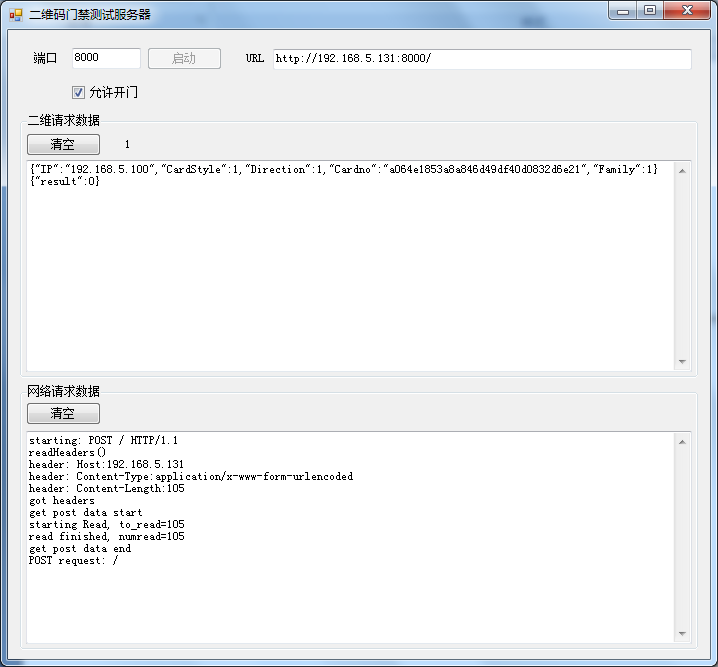 二维码门禁测试服务器
端口 8000 启动 URL http://192.168.5.131:8000/
允许开门
二维请求数据
清空 1
{"IP":"192.168.5.100","CardStyle":1,"Direction":1,"Cardno":"a064e1853a8a846d49df40d0832d6e21","Family":1}
{"result":0}
网络请求数据
清空
starting: POST / HTTP/1.1
readHeaders()
header: Host:192.168.5.131
header: Content-Type:application/x-www-form-urlencoded
header: Content-Length:105
got headers
get post data start
starting Read, to_read=105
read finished, numread=105
get post data end
POST request: /